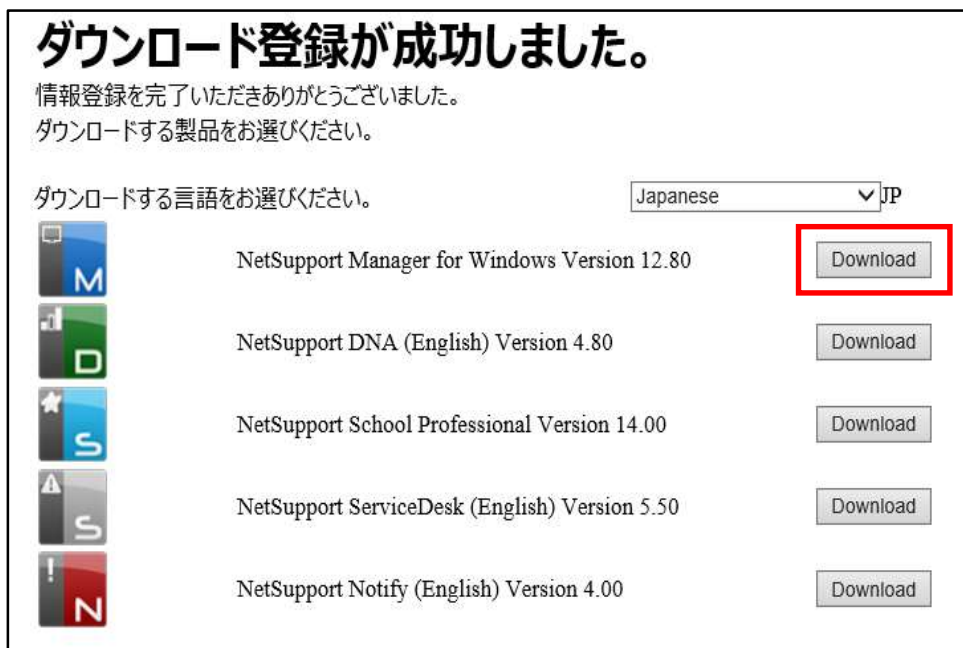 ダウンロード登録が成功しました。
情報登録を完了いただきありがとうございました。
ダウンロードする製品をお選びください。
ダウンロードする言語をお選びください。 Japanese JP
M NetSupport Manager for Windows Version 12.80 Download
D NetSupport DNA (English) Version 4.80 Download
S NetSupport School Professional Version 14.00 Download
S NetSupport ServiceDesk (English) Version 5.50 Download
N NetSupport Notify (English) Version 4.00 Download